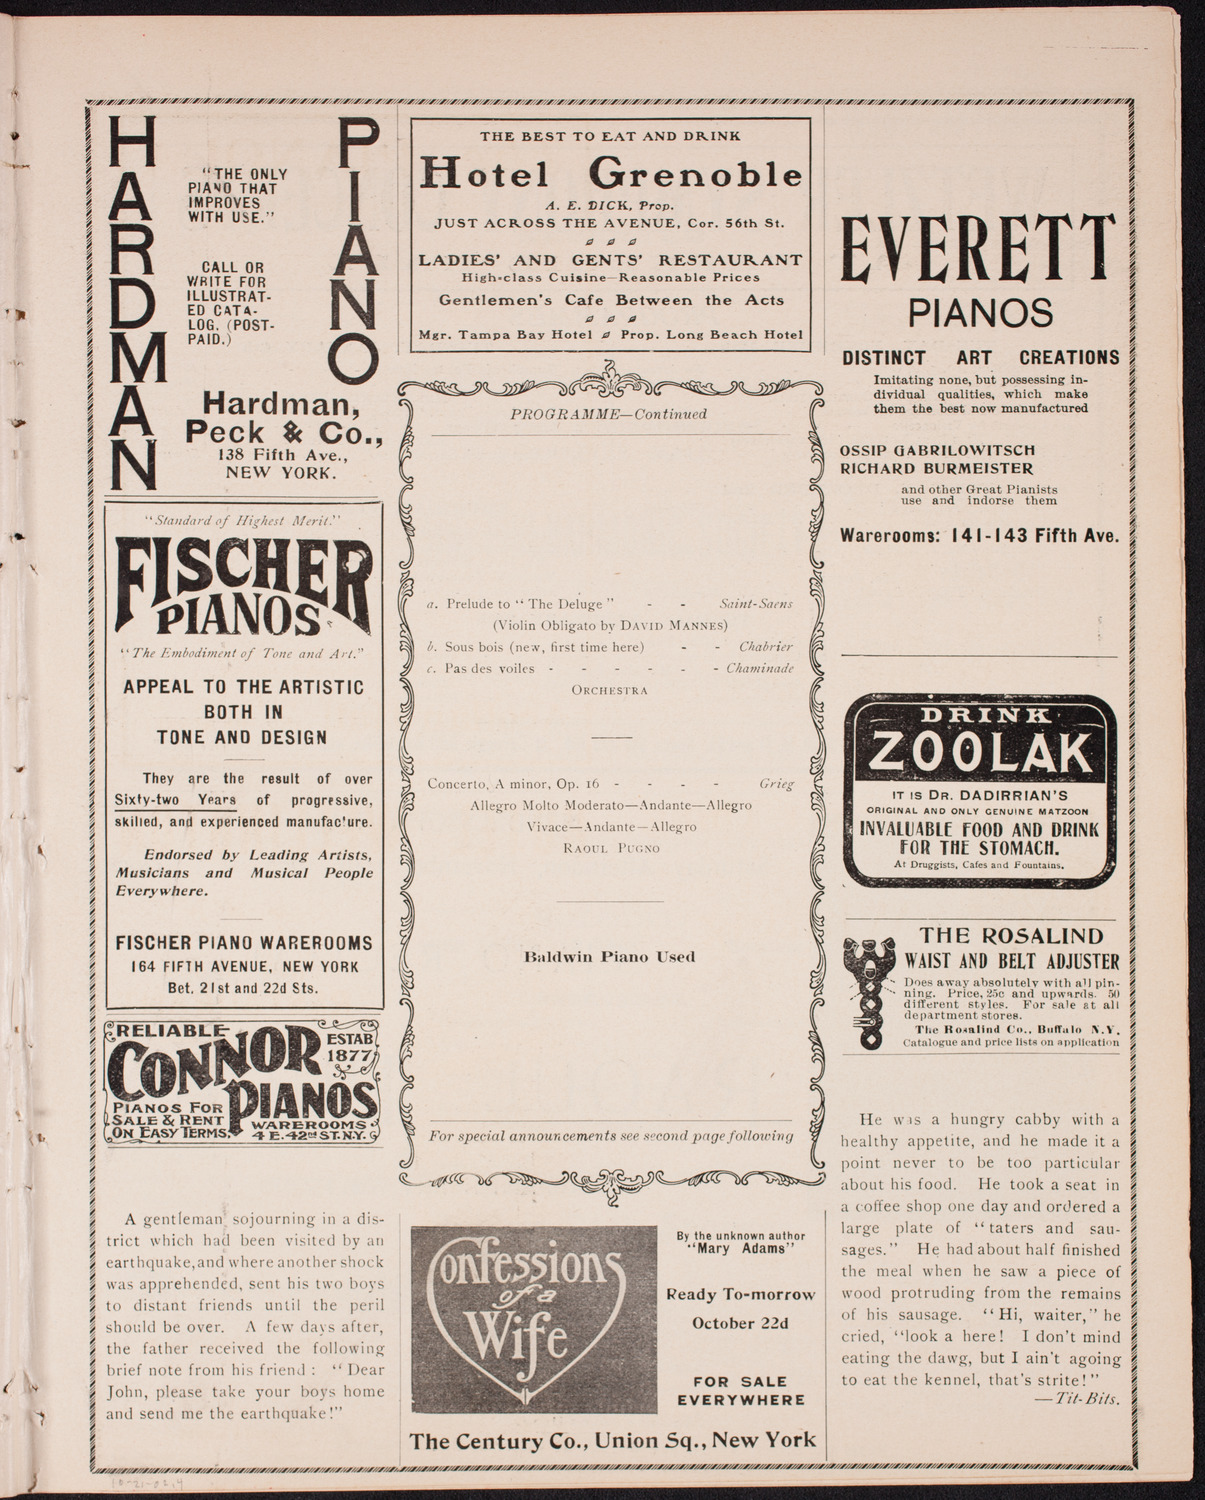 HARDMAN
PIANO
"THE ONLY
PIANO THAT
IMPROVES
WITH USE."
CALL OR
WRITE FOR
ILLUSTRAT-
ED CATA-
LOG. (POST-
PAID.)
Hardman,
Peck & Co.,
138 Fifth Ave.,
NEW YORK.
"Standard of Highest Merit."
FISCHER
PIANOS
"The Embodiment of Tone and Art."
APPEAL TO THE ARTISTIC
BOTH IN
TONE AND DESIGN
They are the result of over
Sixty-two Years of progressive,
skilled, and experienced manufacture.
Endorsed by Leading Artists,
Musicians and Musical People
Everywhere.
FISCHER PIANO WAREROOMS
164 FIFTH AVENUE, NEW YORK
Bet. 21st and 22d Sts.
RELIABLE
CONNOR
ESTAB.
1877
PIANOS
PIANOS FOR
SALE & RENT
ON EASY TERMS.
WAREROOMS
4 E. 42nd ST. N.Y.
A gentleman sojourning in a dis-
trict which had been visited by an
earthquake, and where another shock
was apprehended, sent his two boys
to distant friends until the peril
should be over. A few days after,
the father received the following
brief note from his friend : "Dear
John, please take your boys home
and send me the earthquake!"
THE BEST TO EAT AND DRINK
Hotel Grenoble
A. E. DICK, Prop.
JUST ACROSS THE AVENUE, Cor. 56th St.
LADIES' AND GENTS' RESTAURANT
High-class Cuisine—Reasonable Prices
Gentlemen's Cafe Between the Acts
Mgr. Tampa Bay Hotel Prop. Long Beach Hotel
PROGRAMME—Continued
a. Prelude to "The Deluge" - - Saint-Saens
(Violin Obligato by DAVID MANNES)
b. Sous bois (new, first time here) - - Chabrier
c. Pas des voiles - - - - - - Chaminade
ORCHESTRA
Concerto, A minor, Op. 16 - - - - Grieg
Allegro Molto Moderato—Andante—Allegro
Vivace—Andante—Allegro
RAOUL PUGNO
Baldwin Piano Used
For special announcements see second page following
Confessions
of a
Wife
By the unknown author
"Mary Adams"
Ready To-morrow
October 22d
FOR SALE
EVERYWHERE
The Century Co., Union Sq., New York
EVERETT
PIANOS
DISTINCT ART CREATIONS
Imitating none, but possessing in-
dividual qualities, which make
them the best now manufactured
OSSIP GABRILOWITSCH
RICHARD BURMEISTER
and other Great Pianists
use and indorse them
Warerooms: 141-143 Fifth Ave.
DRINK
ZOOLAK
IT IS DR. DADIRRIAN'S
ORIGINAL AND ONLY GENUINE MATZOON
INVALUABLE FOOD AND DRINK
FOR THE STOMACH.
At Druggists, Cafes and Fountains.
THE ROSALIND
WAIST AND BELT ADJUSTER
Does away absolutely with all pin-
ning. Price, 25c and upwards. 50
different styles. For sale at all
department stores.
The Rosalind Co., Buffalo N.Y.
Catalogue and price lists on application
He was a hungry cabby with a
healthy appetite, and he made it a
point never to be too particular
about his food. He took a seat in
a coffee shop one day and ordered a
large plate of "taters and sau-
sages." He had about half finished
the meal when he saw a piece of
wood protruding from the remains
of his sausage. "Hi, waiter," he
cried, "look a here! I don't mind
eating the dawg, but I ain't agoing
to eat the kennel, that's strite!"
—Tit-Bits.
10-21-02.4